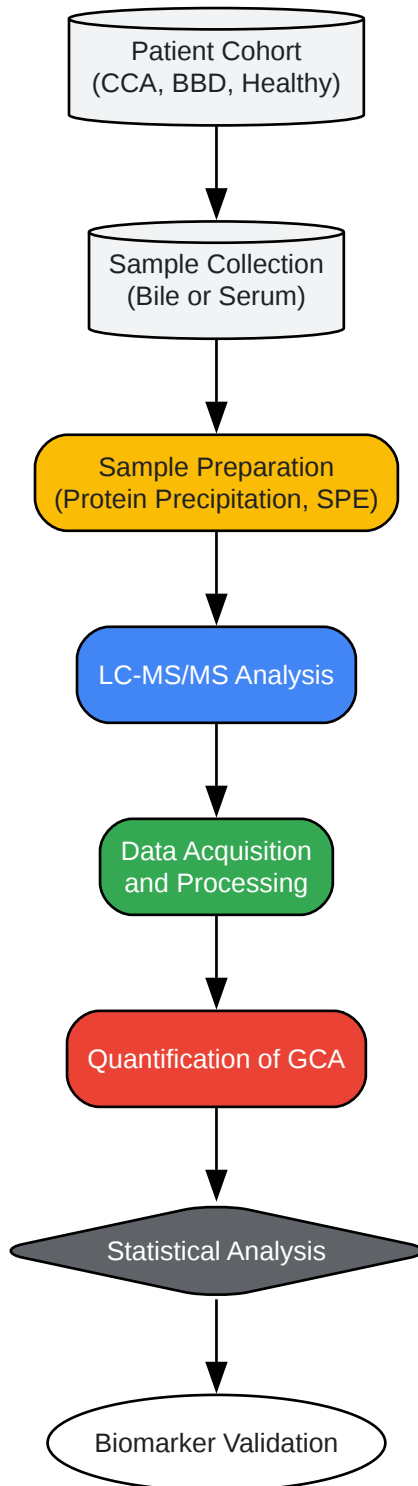 Patient Cohort
(CCA, BBD, Healthy)
Sample Collection
(Bile or Serum)
Sample Preparation
(Protein Precipitation, SPE)
LC-MS/MS Analysis
Data Acquisition
and Processing
Quantification of GCA
Statistical Analysis
Biomarker Validation